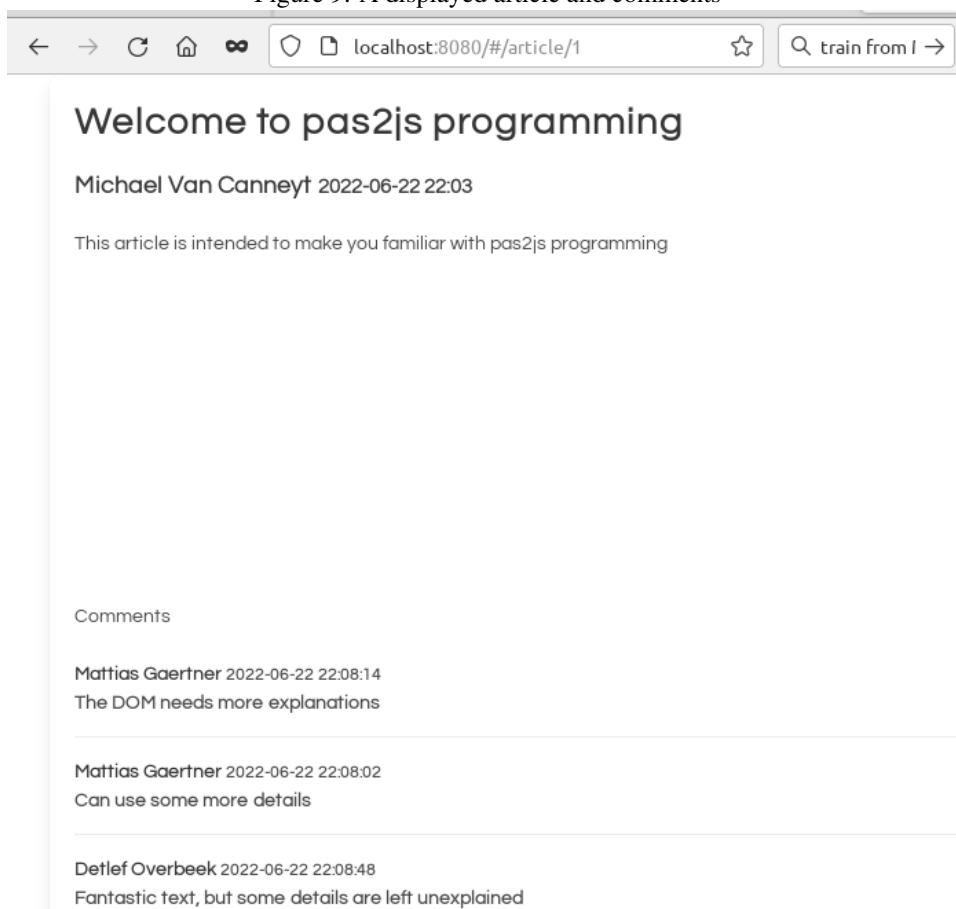 Figure 9: A displayed article and comments
localhost:8080/#/article/1
train from
Welcome to pas2js programming
Michael Van Canneyt 2022-06-22 22:03
This article is intended to make you familiar with pas2js programming
Comments
Mattias Gaertner 2022-06-22 22:08:14
The DOM needs more explanations
Mattias Gaertner 2022-06-22 22:08:02
Can use some more details
Detlef Overbeek 2022-06-22 22:08:48
Fantastic text, but some details are left unexplained